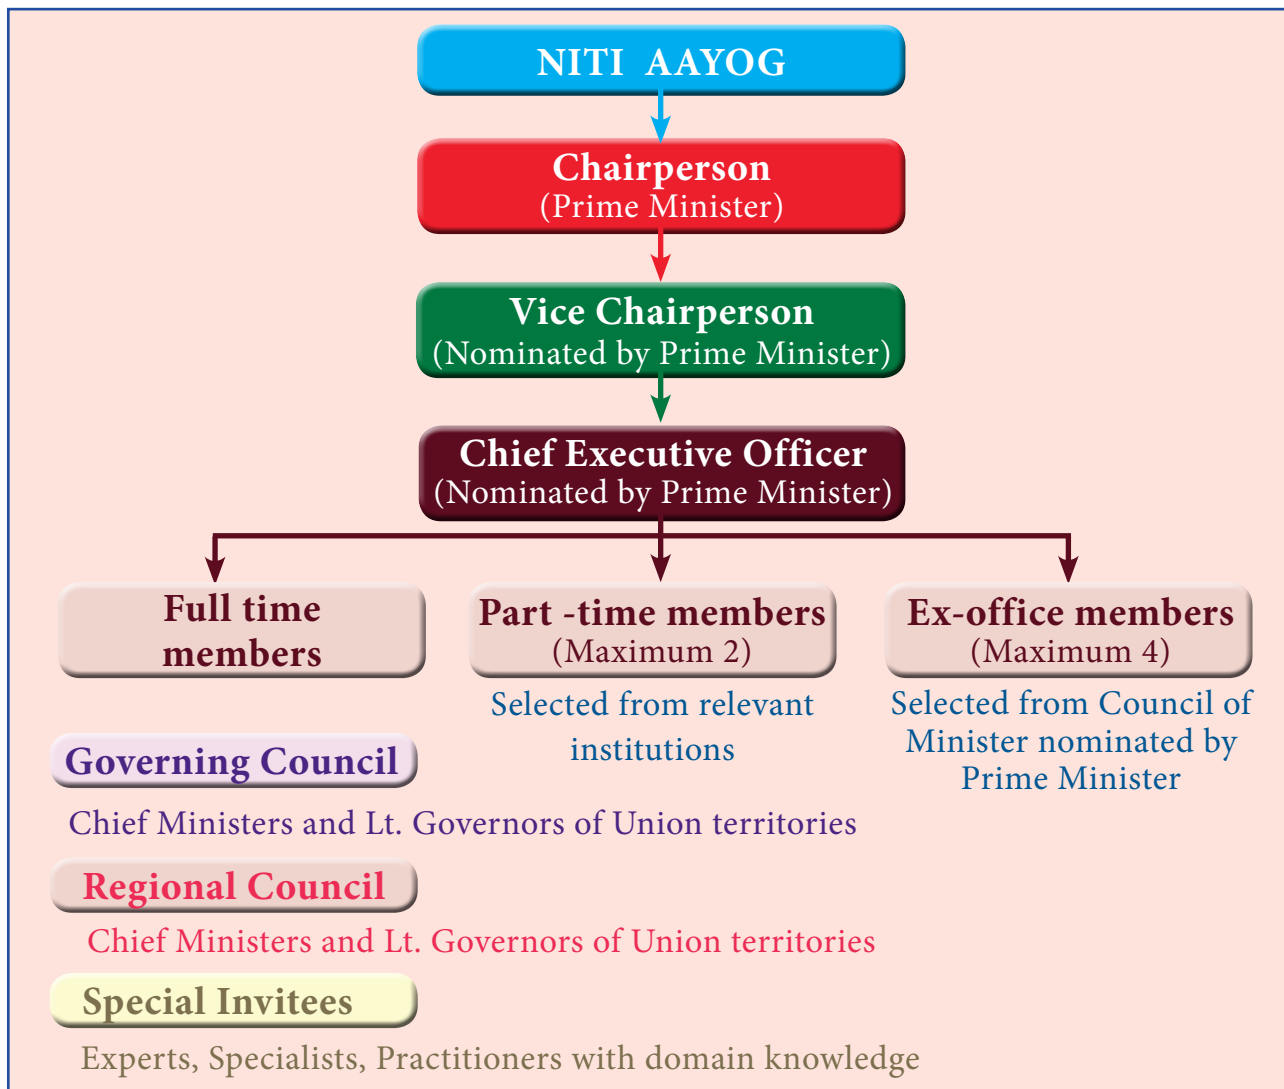 NITI AAYOG
Chairperson
(Prime Minister)
Vice Chairperson
(Nominated by Prime Minister)
Chief Executive Officer
(Nominated by Prime Minister)
Full time
members
Part -time members
(Maximum 2)
Selected from relevant
institutions
Ex-office members
(Maximum 4)
Selected from Council of
Minister nominated by
Prime Minister
Governing Council
Chief Ministers and Lt. Governors of Union territories
Regional Council
Chief Ministers and Lt. Governors of Union territories
Special Invitees
Experts, Specialists, Practitioners with domain knowledge